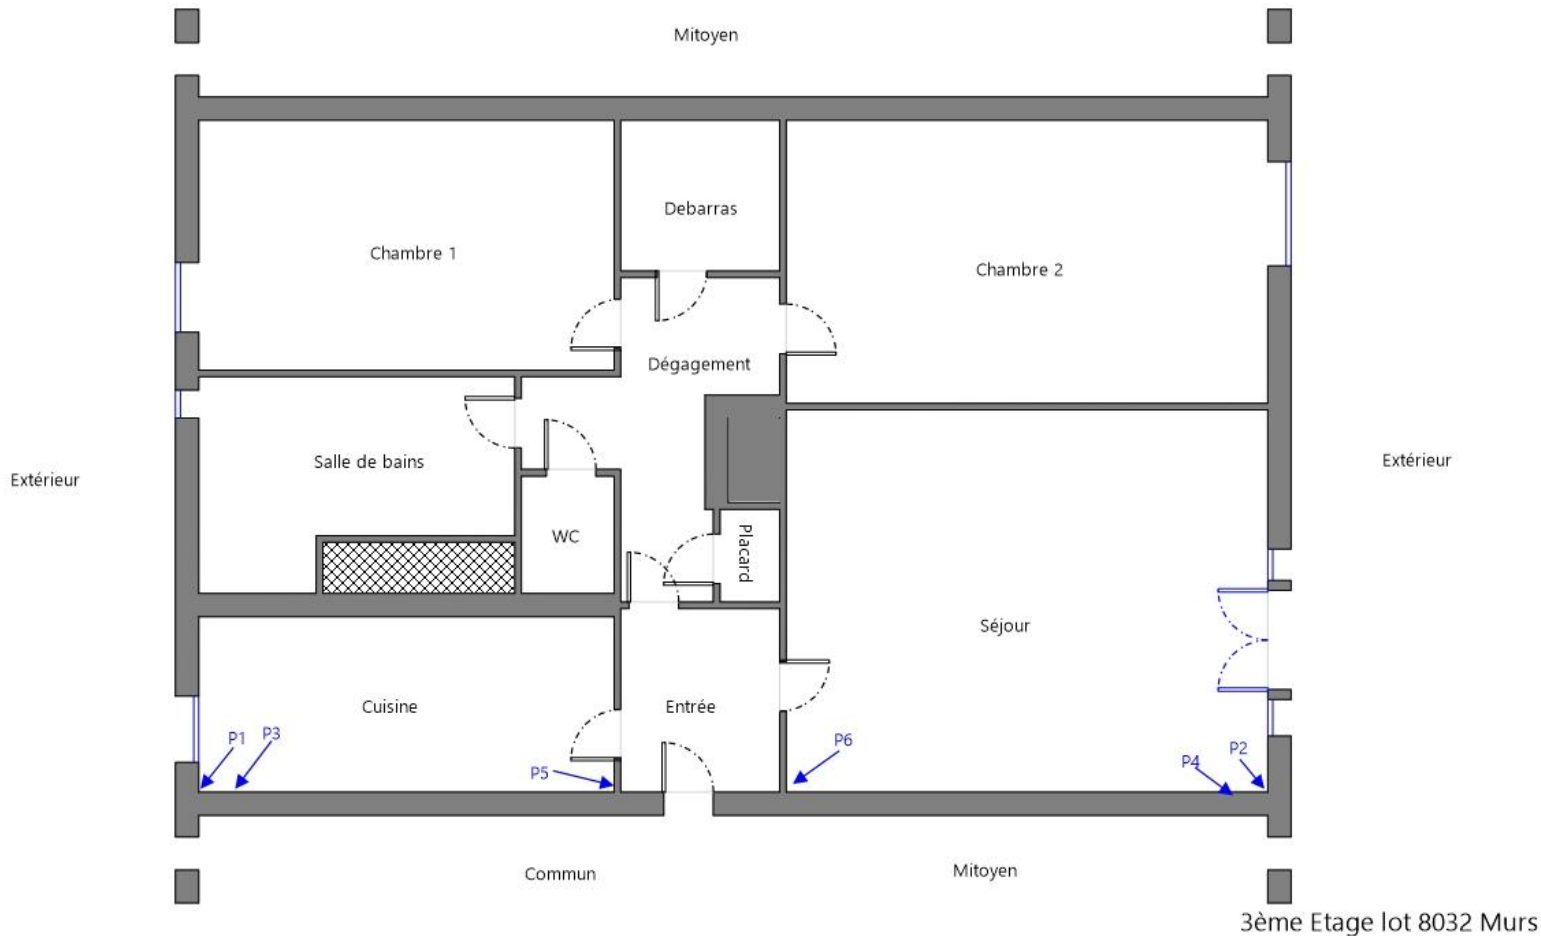 Mitoyen
Debarras
Chambre 1
Chambre 2
Dégagement
Extérieur
Salle de bains
Extérieur
WC
Placard
Séjour
Cuisine
Entrée
P1
P3
P5
P6
P4
P2
Commun
Mitoyen
3ème Etage lot 8032 Murs